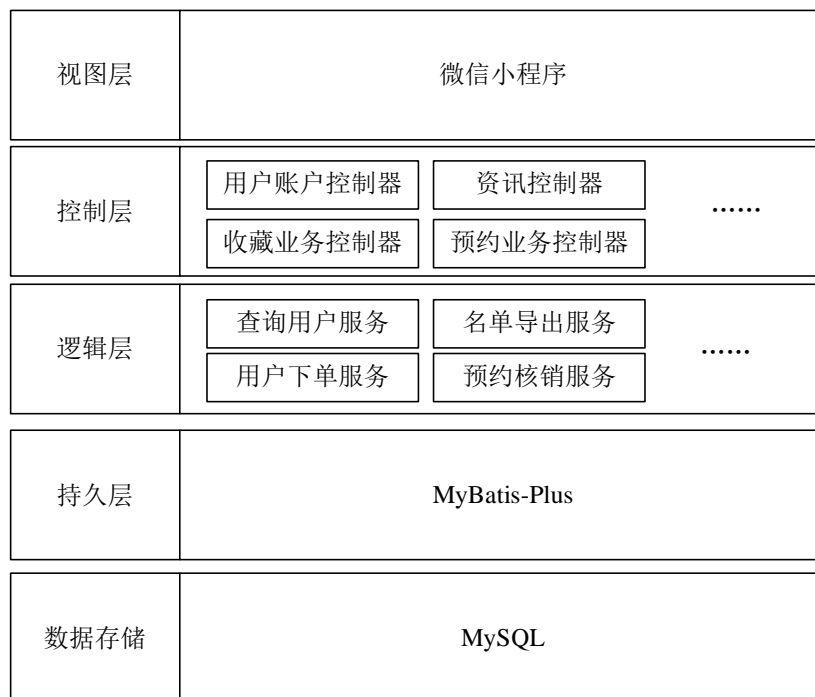 视图层
微信小程序
控制层
用户账户控制器
资讯控制器
收藏业务控制器
预约业务控制器
……
逻辑层
查询用户服务
名单导出服务
用户下单服务
预约核销服务
……
持久层
MyBatis-Plus
数据存储
MySQL